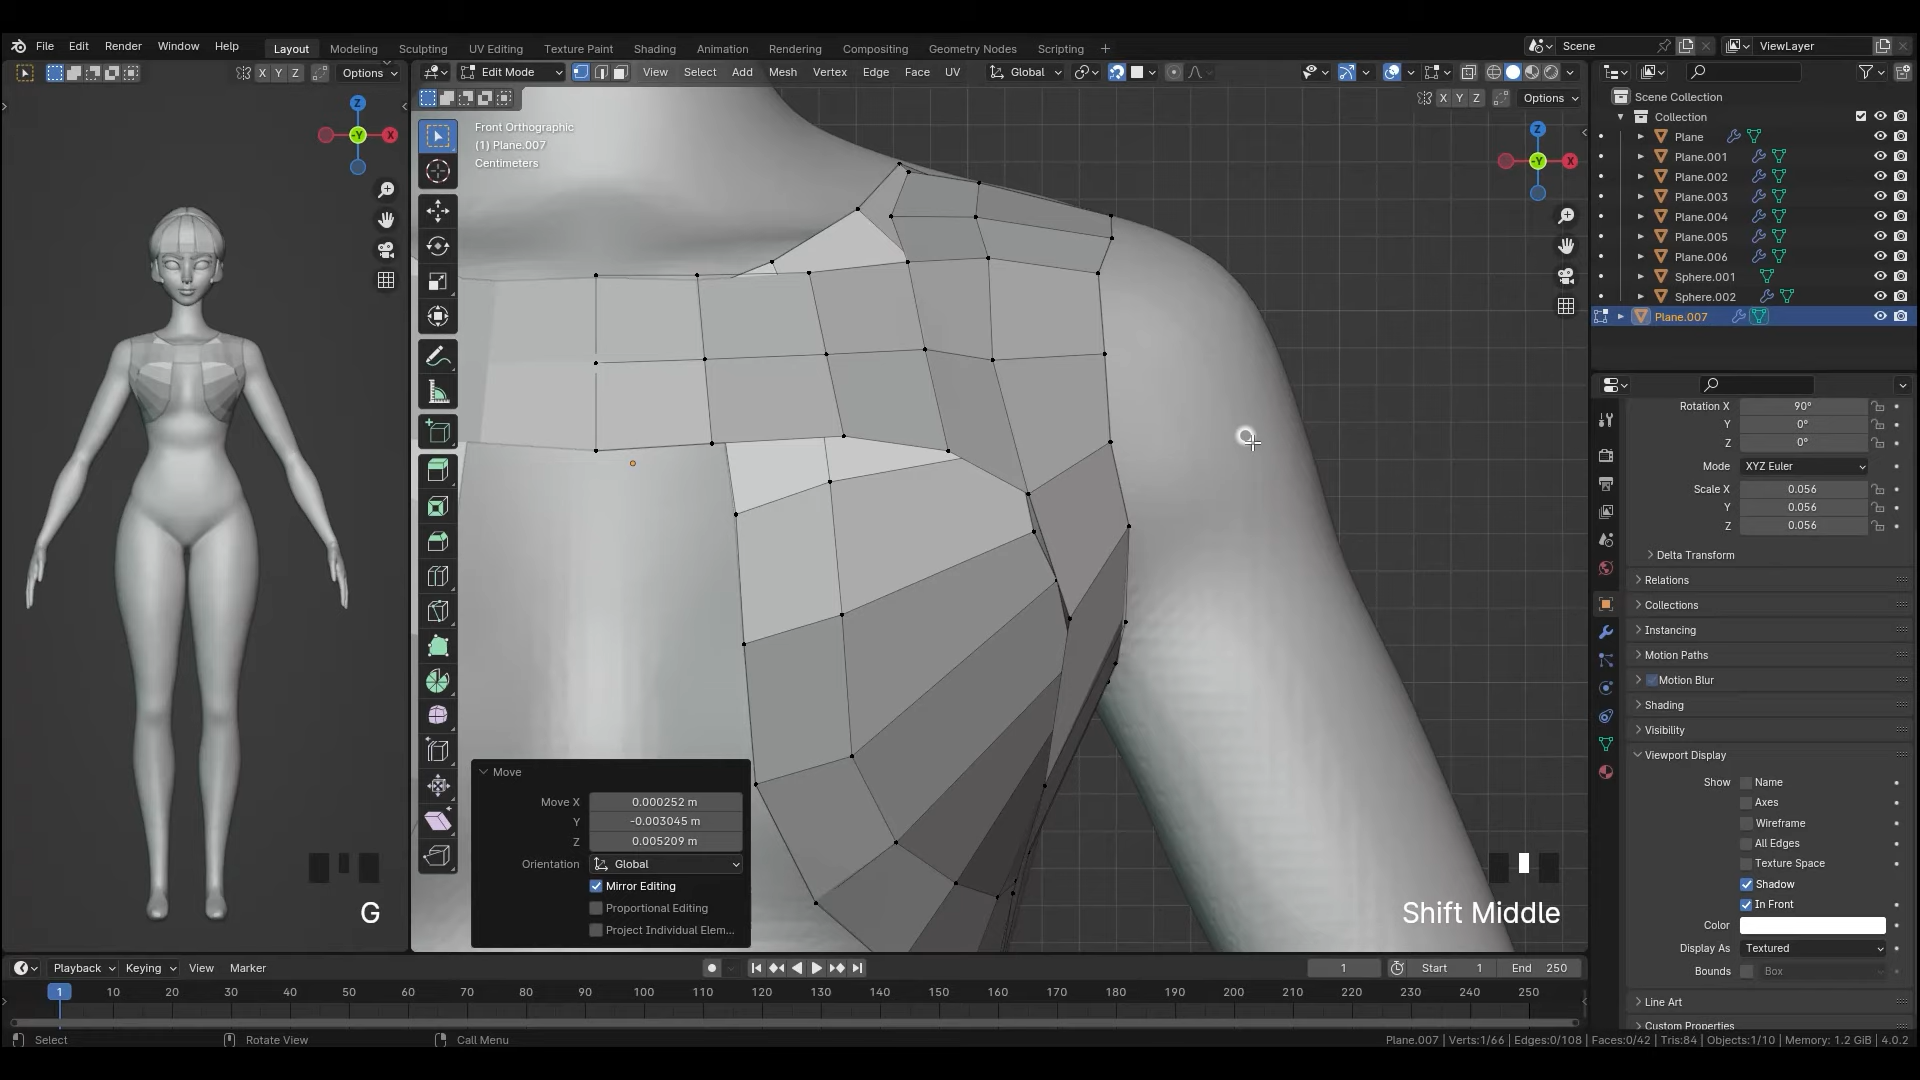 File Edit Render Window Help Layout Modeling Sculpting UV Editing Texture Paint Shading Animation Rendering Compositing Geometry Nodes Scripting + Scene ViewLayer
X Y Z Options Edit Mode View Select Add Mesh Vertex Edge Face UV Global
X Y Z Options
Scene Collection
Collection
Plane
Plane.001
Plane.002
Plane.003
Plane.004
Plane.005
Plane.006
Sphere.001
Sphere.002
Plane.007
Z
-Y X
Front Orthographic
(1) Plane.007
Centimeters
Z
-Y X
Rotation X 90°
Y 0°
Z 0°
Mode XYZ Euler
Scale X 0.056
Y 0.056
Z 0.056
Delta Transform
Relations
Collections
Instancing
Motion Paths
Motion Blur
Shading
Visibility
Viewport Display
Show Name
Axes
Wireframe
All Edges
Texture Space
Shadow
In Front
Color
Display As Textured
Bounds Box
Line Art
Custom Properties
Move
Move X 0.000252 m
Y -0.003045 m
Z 0.005209 m
Orientation Global
Mirror Editing
Proportional Editing
Project Individual Elem...
G
Shift Middle
Playback Keying View Marker 1 Start 1 End 250
1 10 20 30 40 50 60 70 80 90 100 110 120 130 140 150 160 170 180 190 200 210 220 230 240 250
Select Rotate View Call Menu Plane.007 | Verts:1/66 | Edges:0/108 | Faces:0/42 | Tris:84 | Objects:1/10 | Memory: 1.2 GiB | 4.0.2